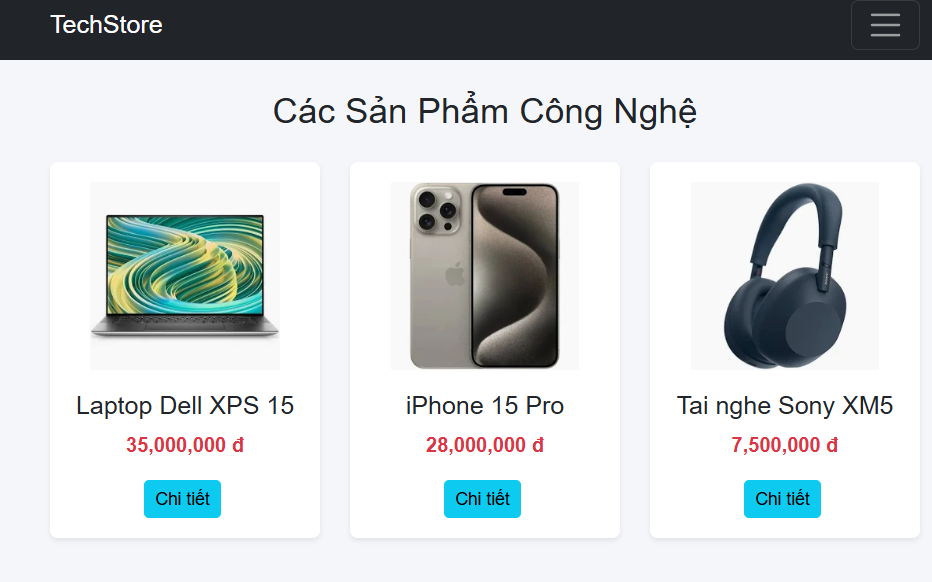 TechStore
Các Sản Phẩm Công Nghệ
Laptop Dell XPS 15
35,000,000 đ
Chi tiết
iPhone 15 Pro
28,000,000 đ
Chi tiết
Tai nghe Sony XM5
7,500,000 đ
Chi tiết